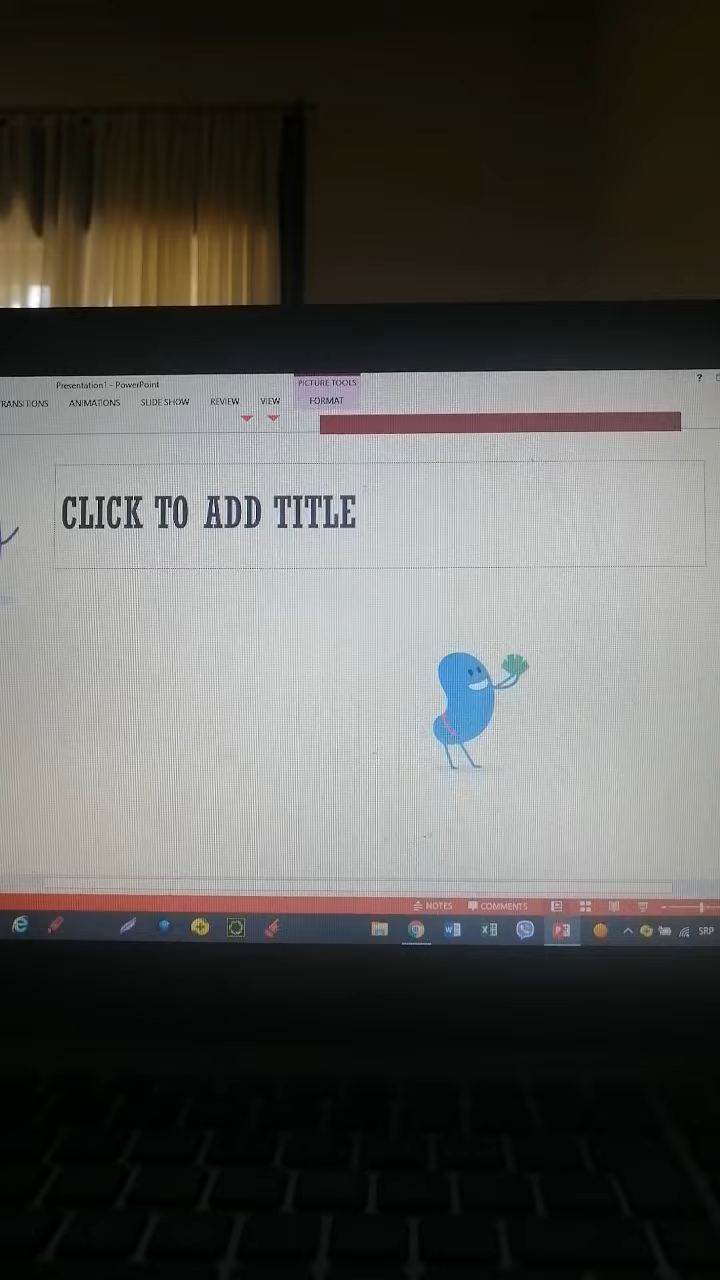 Presentation1 - PowerPoint
PICTURE TOOLS
?
RANSITIONS ANIMATIONS SLIDE SHOW REVIEW VIEW FORMAT
CLICK TO ADD TITLE
NOTES COMMENTS
SRP